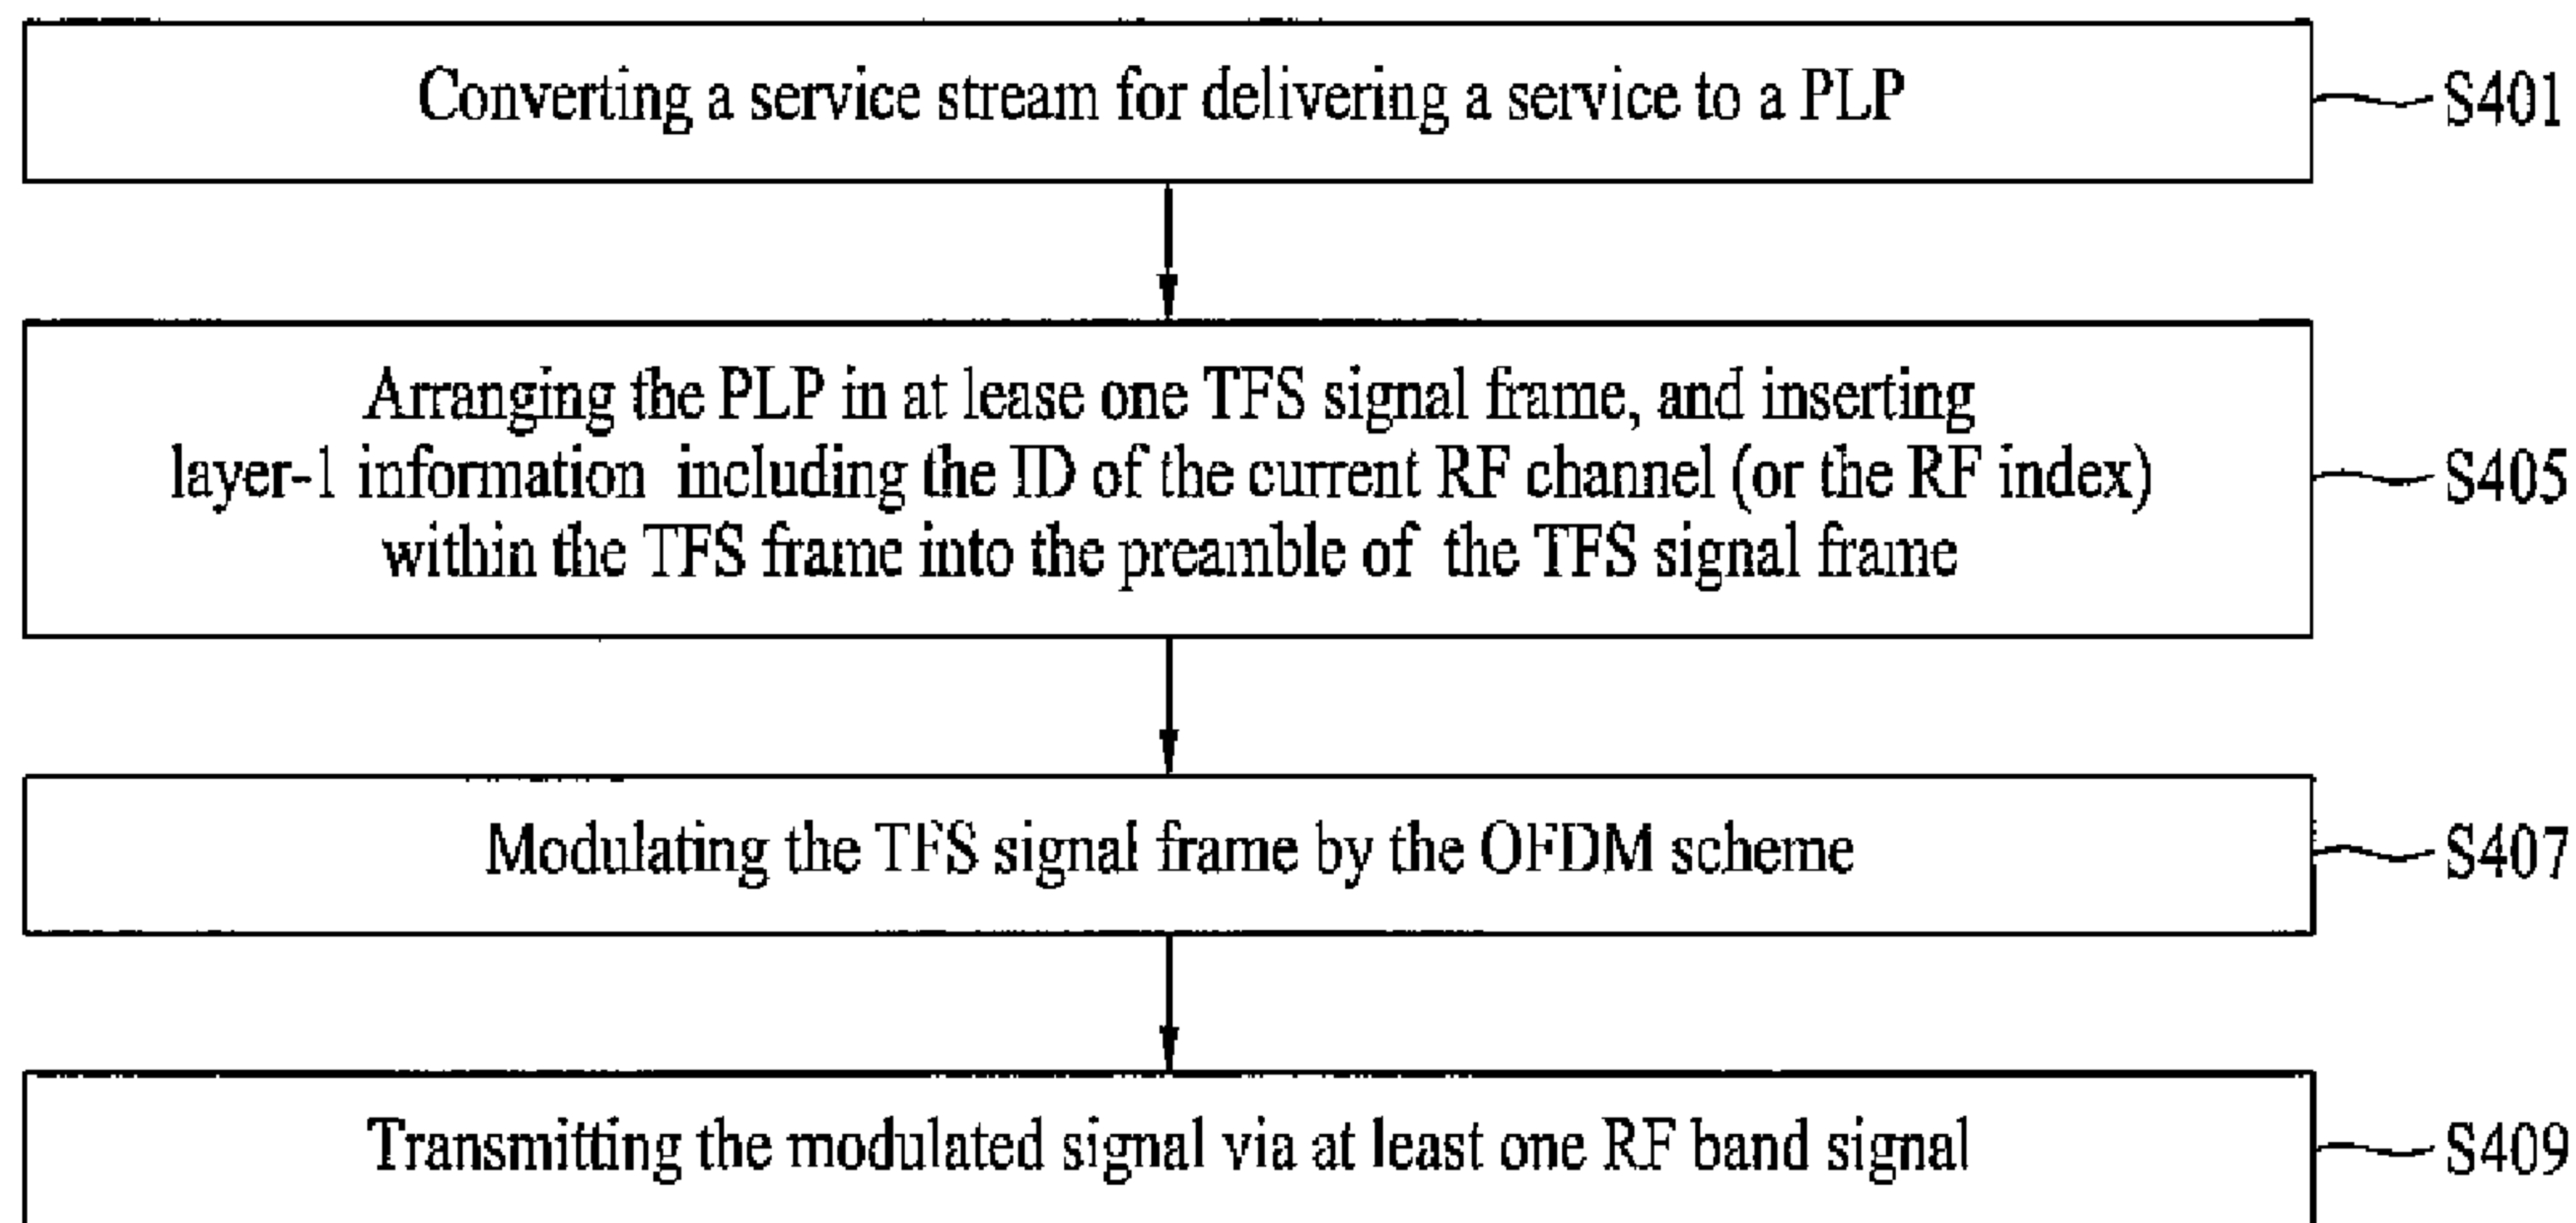 Converting a service stream for delivering a service to a PLP
S401
Arranging the PLP in at lease one TFS signal frame, and inserting
layer-1 information including the ID of the current RF channel (or the RF index)
within the TFS frame into the preamble of the TFS signal frame
S405
Modulating the TFS signal frame by the OFDM scheme
S407
Transmitting the modulated signal via at least one RF band signal
S409